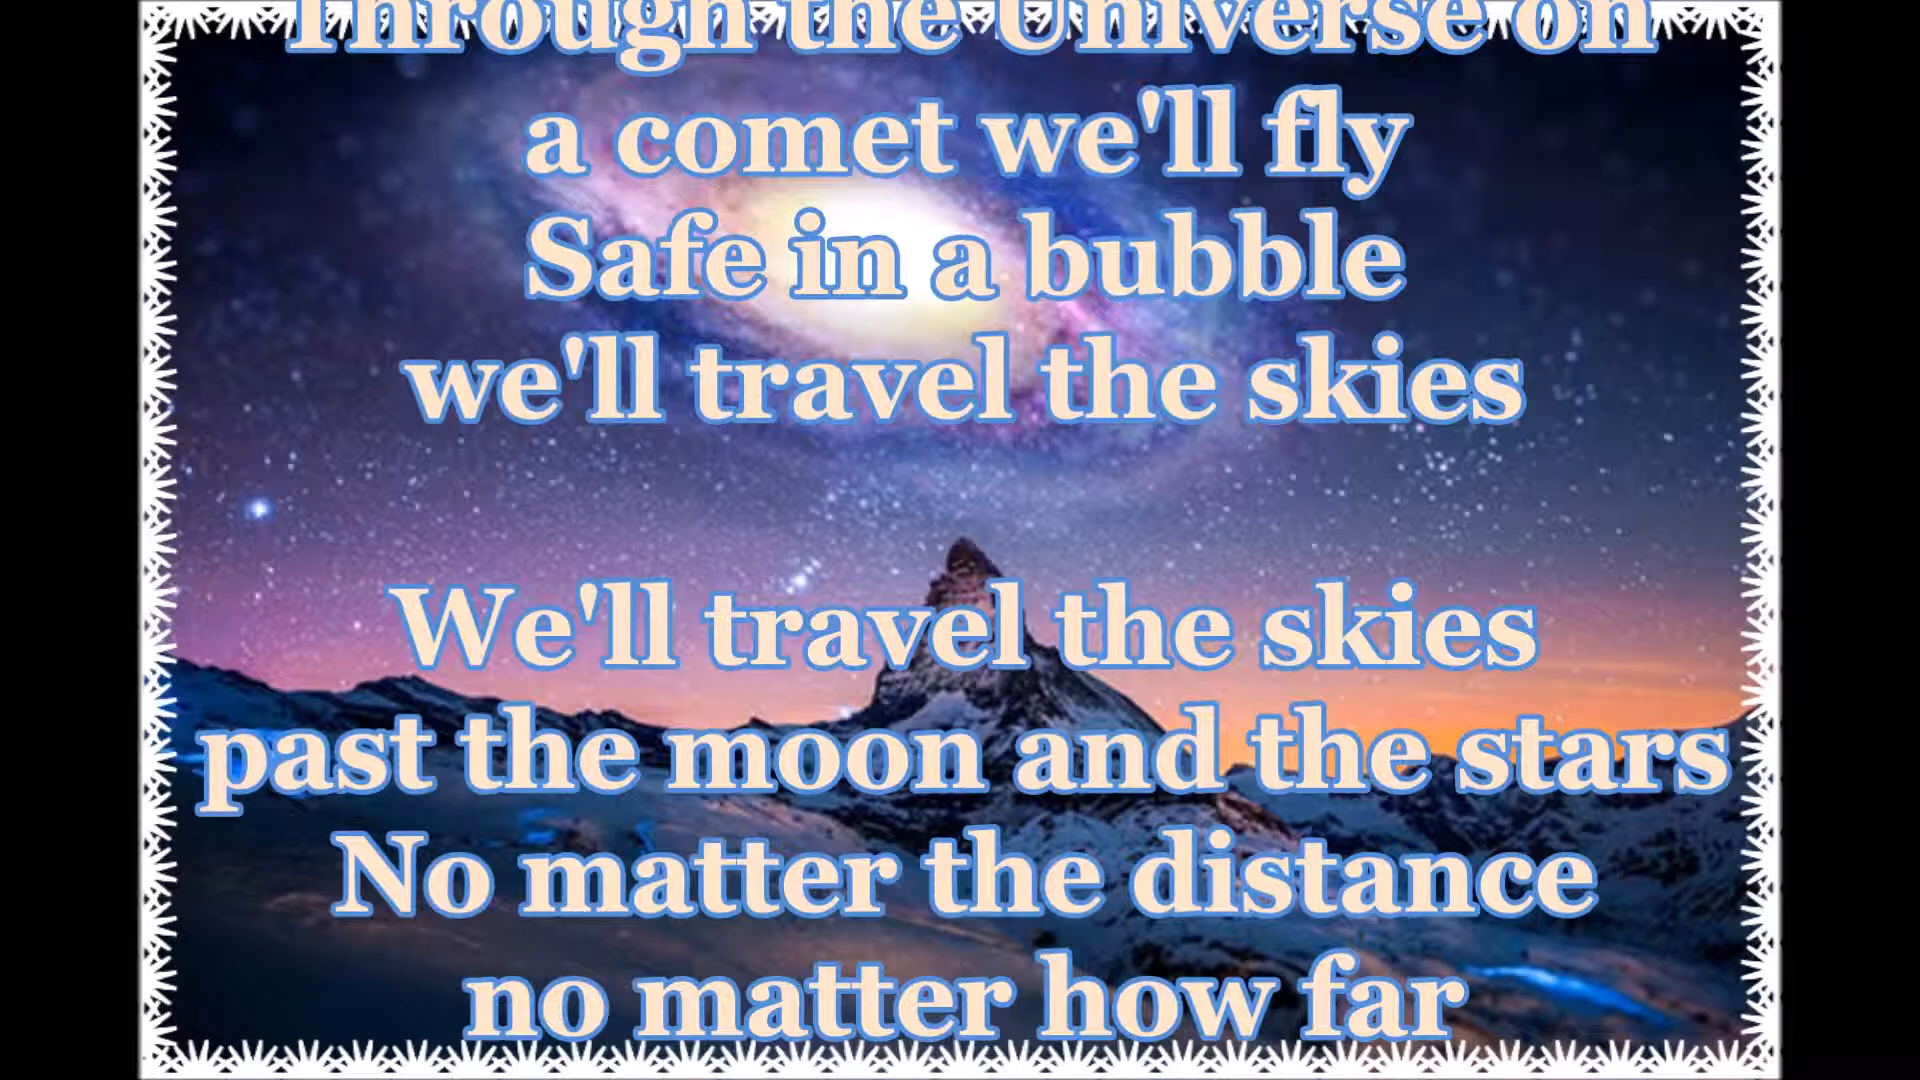 Through the Universe on
a comet we'll fly
Safe in a bubble
we'll travel the skies
We'll travel the skies
past the moon and the stars
No matter the distance
no matter how far